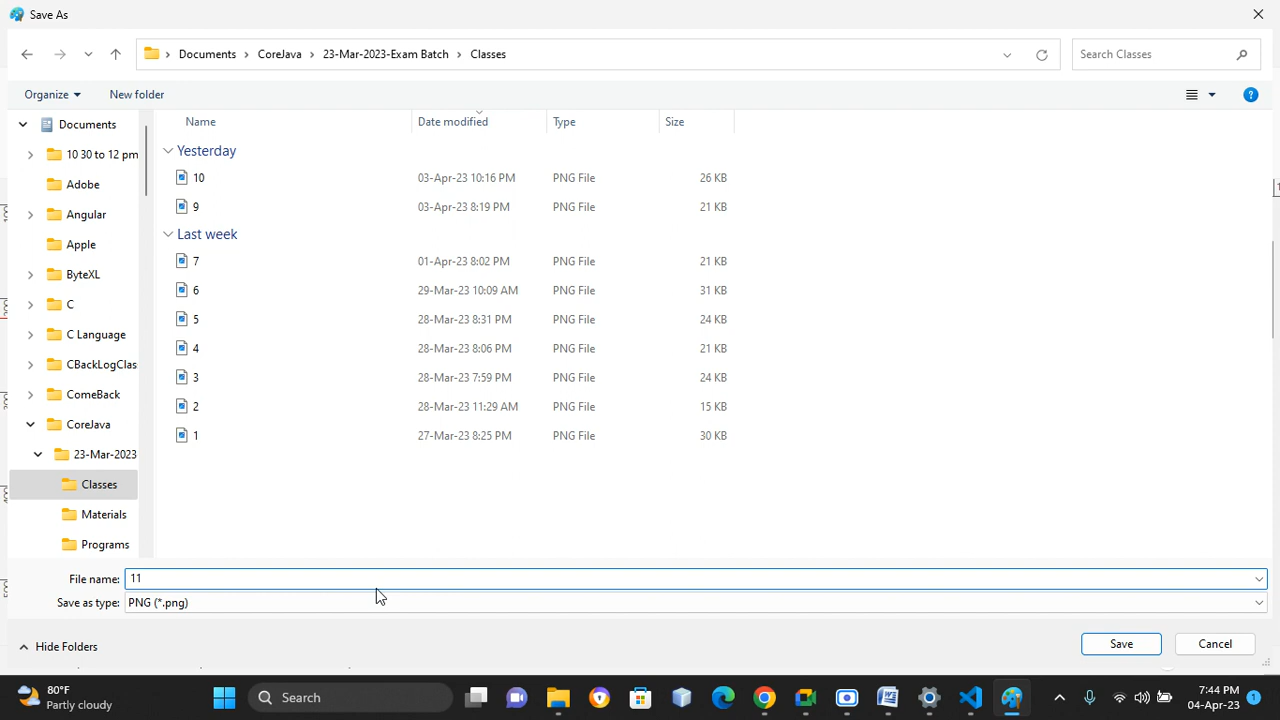 Save As
Documents > CoreJava > 23-Mar-2023-Exam Batch > Classes
Search Classes
Organize
New folder
Documents
10 30 to 12 pm
Adobe
Angular
Apple
ByteXL
C
C Language
CBackLogClas
ComeBack
CoreJava
23-Mar-2023
Classes
Materials
Programs
Name Date modified Type Size
Yesterday
10 03-Apr-23 10:16 PM PNG File 26 KB
9 03-Apr-23 8:19 PM PNG File 21 KB
Last week
7 01-Apr-23 8:02 PM PNG File 21 KB
6 29-Mar-23 10:09 AM PNG File 31 KB
5 28-Mar-23 8:31 PM PNG File 24 KB
4 28-Mar-23 8:06 PM PNG File 21 KB
3 28-Mar-23 7:59 PM PNG File 24 KB
2 28-Mar-23 11:29 AM PNG File 15 KB
1 27-Mar-23 8:25 PM PNG File 30 KB
File name: 11
Save as type: PNG (*.png)
Hide Folders
Save
Cancel
80°F
Partly cloudy
Search
7:44 PM
04-Apr-23
1